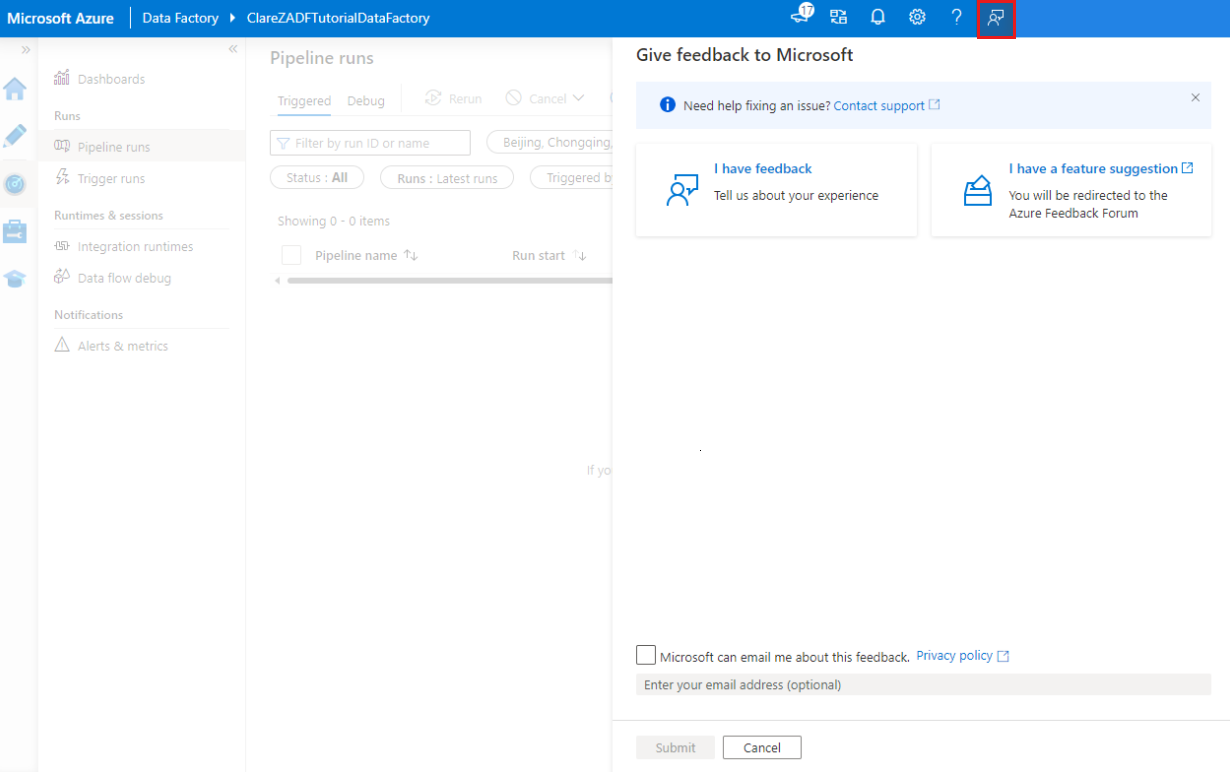 Microsoft Azure
Data Factory
ClareZADFTutorialDataFactory
17
?
Dashboards
Runs
Pipeline runs
Trigger runs
Runtimes & sessions
Integration runtimes
Data flow debug
Notifications
Alerts & metrics
Pipeline runs
Triggered Debug Rerun Cancel
Filter by run ID or name Beijing, Chongqing,
Status : All Runs : Latest runs Triggered
Showing 0 - 0 items
Pipeline name Run start
If
Give feedback to Microsoft
Need help fixing an issue? Contact support
I have feedback
Tell us about your experience
I have a feature suggestion
You will be redirected to the
Azure Feedback Forum
Microsoft can email me about this feedback. Privacy policy
Enter your email address (optional)
Submit Cancel